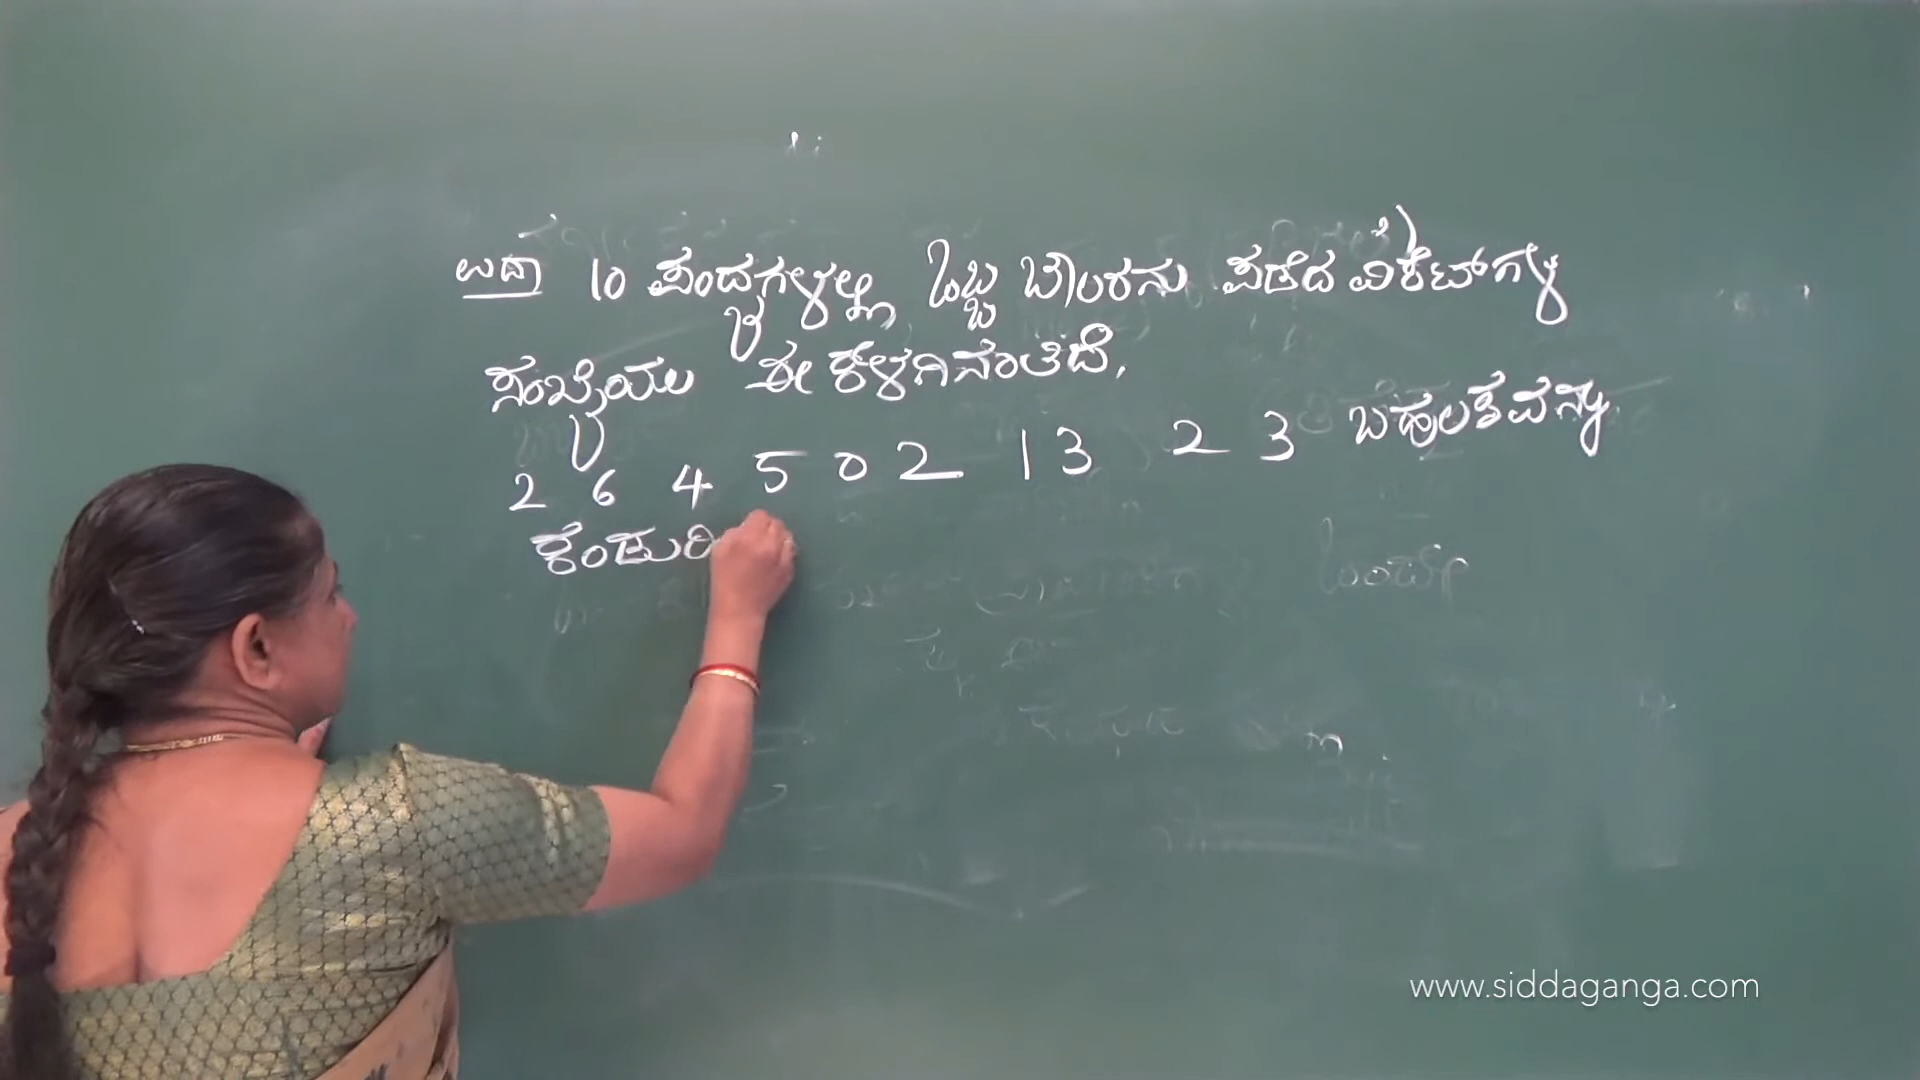 ಉದಾ 10 ಪಂದ್ಯಗಳಲ್ಲಿ ಒಬ್ಬ ಬೌಲರನು ಪಡೆದ ವಿಕೆಟ್‌ಗಳ
ಸಂಖ್ಯೆಯು ಈ ಕೆಳಗಿನಂತಿದೆ.
2 6 4 5 0 2 1 3 2 3 ಬಹುಲಕವನ್ನು
ಕಂಡುರಿ
www.siddaganga.com